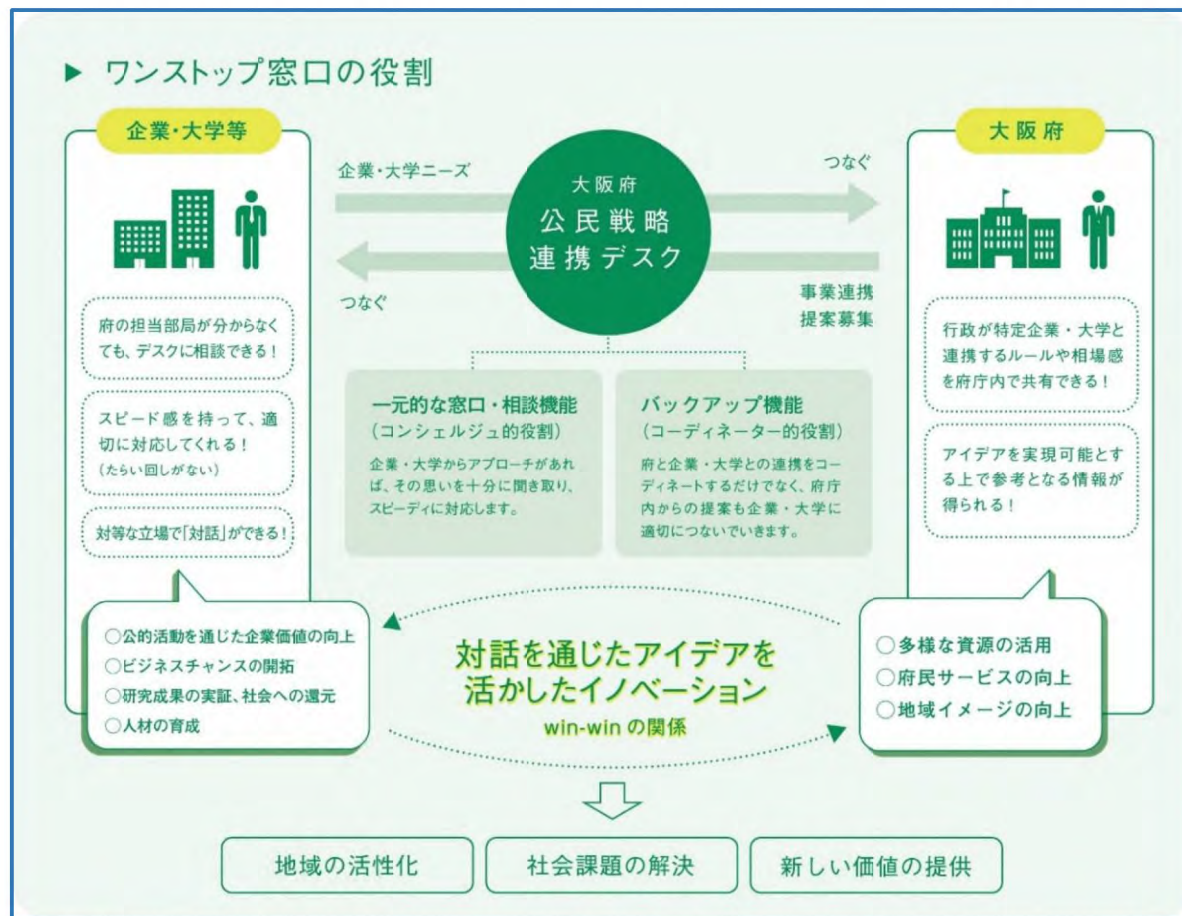 ▶ ワンストップ窓口の役割
企業・大学等
府の担当部局が分からなく
ても、デスクに相談できる！
スピード感を持って、適
切に対応してくれる！
（たらい回しがない）
対等な立場で「対話」ができる！
○公的活動を通じた企業価値の向上
○ビジネスチャンスの開拓
○研究成果の実証、社会への還元
○人材の育成
企業・大学ニーズ
つなぐ
大阪府
公民戦略
連携デスク
つなぐ
事業連携
提案募集
一元的な窓口・相談機能
（コンシェルジュ的役割）
企業・大学からアプローチがあれ
ば、その思いを十分に聞き取り、
スピーディに対応します。
バックアップ機能
（コーディネーター的役割）
府と企業・大学との連携をコー
ディネートするだけでなく、府庁
内からの提案も企業・大学に
適切につないでいきます。
大阪府
行政が特定企業・大学と
連携するルールや相場感
を府庁内で共有できる！
アイデアを実現可能とす
る上で参考となる情報が
得られる！
○多様な資源の活用
○府民サービスの向上
○地域イメージの向上
対話を通じたアイデアを
活かしたイノベーション
win-win の関係
地域の活性化
社会課題の解決
新しい価値の提供